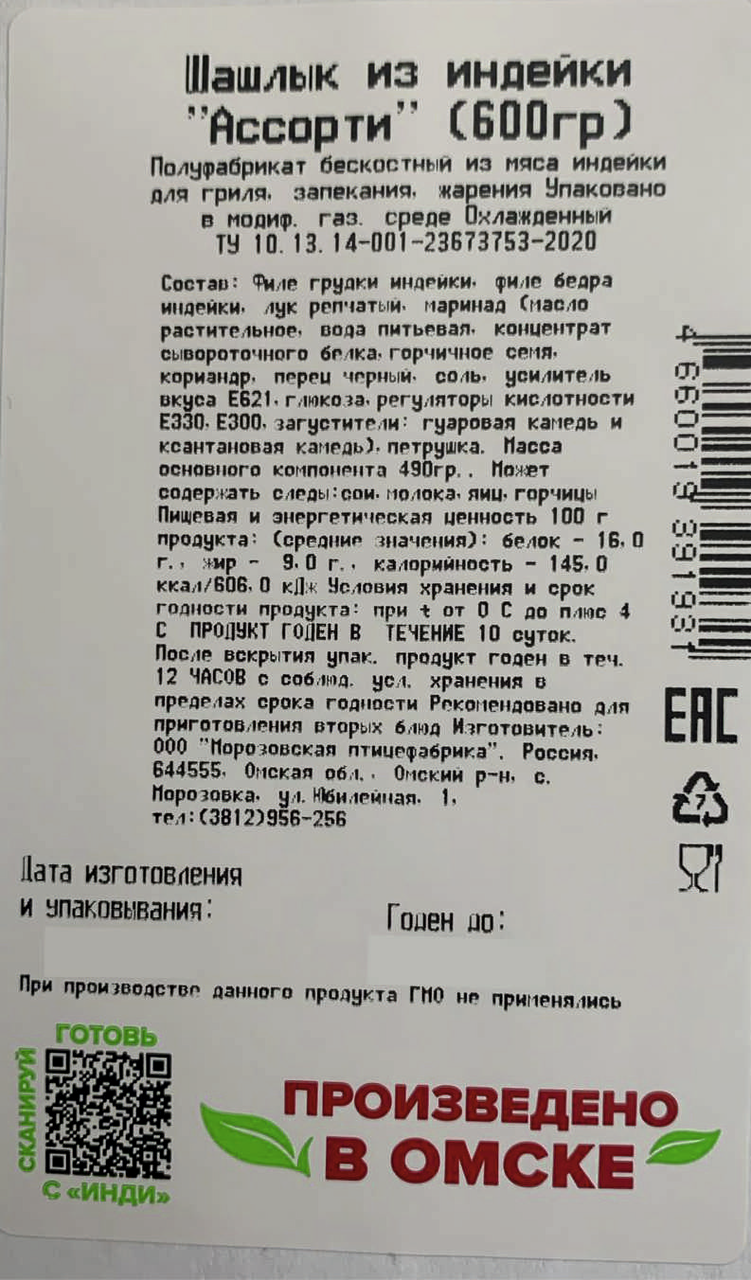 Шашлык из индейки
"Ассорти" (600гр)
Полуфабрикат бескостный из мяса индейки
для гриля, запекания, жарения Упаковано
в модиф. газ. среде Охлажденный
ТУ 10.13.14-001-23673753-2020
Состав: Филе грудки индейки, филе бедра
индейки, лук репчатый, маринад (масло
растительное, вода питьевая, концентрат
сывороточного белка, горчичное семя,
кориандр, перец черный, соль, усилитель
вкуса Е621, глюкоза, регуляторы кислотности
Е330, Е300, загустители: гуаровая камедь и
ксантановая камедь), петрушка. Масса
основного компонента 490гр.. Может
содержать следы:сои, молока, яиц, горчицы
Пищевая и энергетическая ценность 100 г
продукта: (средние значения): белок - 16,0
г., жир - 9,0 г., калорийность - 145,0
ккал/606,0 кДж Условия хранения и срок
годности продукта: при t от 0 С до плюс 4
С ПРОДУКТ ГОДЕН В ТЕЧЕНИЕ 10 суток.
После вскрытия упак. продукт годен в теч.
12 ЧАСОВ с соблюд. усл. хранения в
пределах срока годности Рекомендовано для
приготовления вторых блюд Изготовитель:
ООО "Морозовская птицефабрика". Россия,
644555, Омская обл., Омский р-н, с.
Морозовка, ул. Юбилейная, 1,
тел:(3812)956-256
EAC
7
Дата изготовления
и упаковывания:
Годен до:
При производстве данного продукта ГМО не применялись
СКАНИРУЙ
ГОТОВЬ
С «ИНДИ»
ПРОИЗВЕДЕНО
В ОМСКЕ